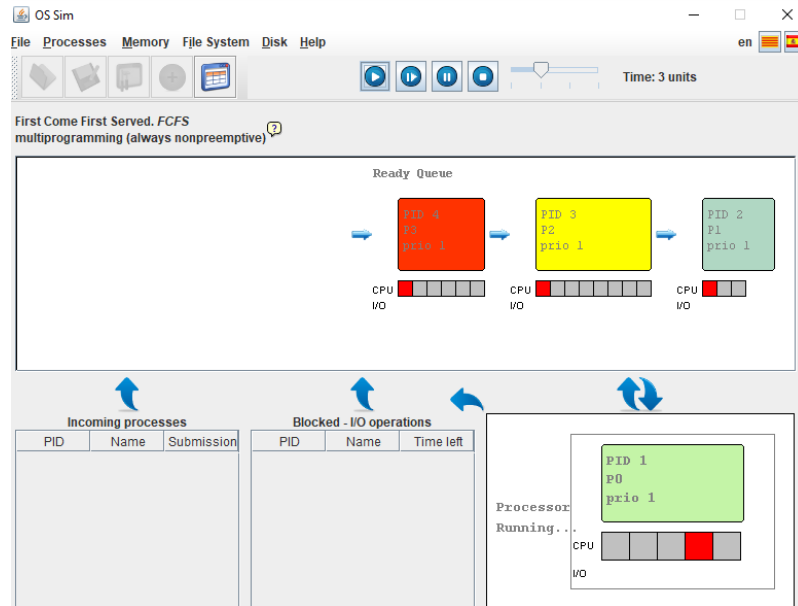 OS Sim
File Processes Memory File System Disk Help
en
Time: 3 units
First Come First Served. FCFS
multiprogramming (always nonpreemptive)
?
Ready Queue
PID 4
P3
prio 1
CPU
I/O
PID 3
P2
prio 1
CPU
I/O
PID 2
P1
prio 1
CPU
I/O
Incoming processes
PID Name Submission
Blocked - I/O operations
PID Name Time left
Processor
Running...
PID 1
P0
prio 1
CPU
I/O